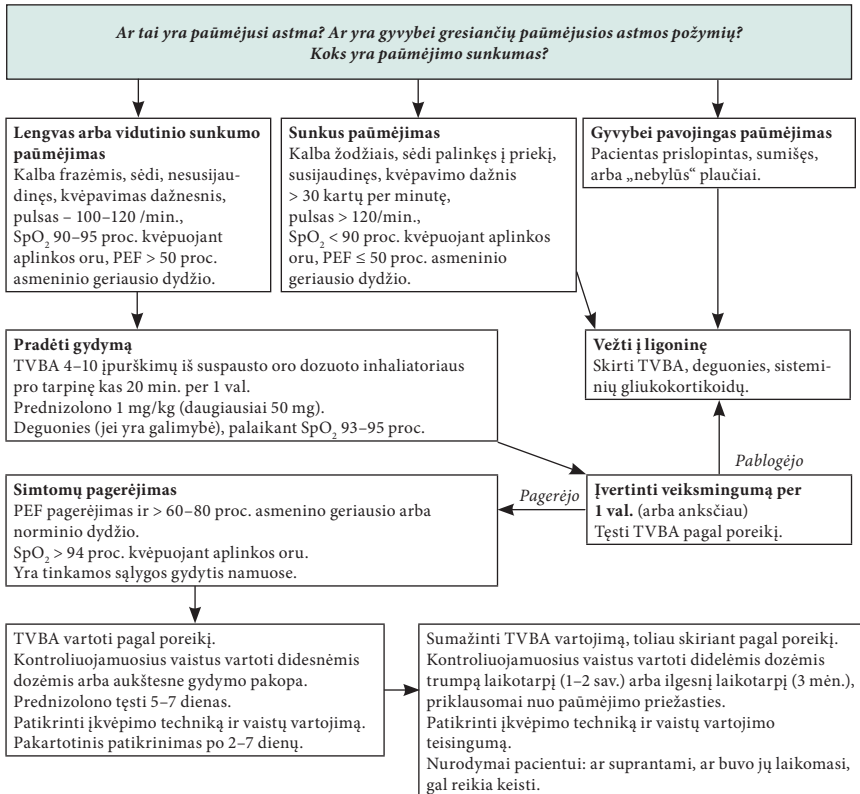 Ar tai yra paūmėjusi astma? Ar yra gyvybei gresiančių paūmėjusios astmos požymių?
Koks yra paūmėjimo sunkumas?
Lengvas arba vidutinio sunkumo
paūmėjimas
Kalba frazėmis, sėdi, nesusijau-
dinęs, kvėpavimas dažnesnis,
pulsas – 100–120 /min.,
SpO₂ 90–95 proc. kvėpuojant
aplinkos oru, PEF > 50 proc.
asmeninio geriausio dydžio.
Sunkus paūmėjimas
Kalba žodžiais, sėdi palinkęs į priekį,
susijaudinęs, kvėpavimo dažnis
> 30 kartų per minutę,
pulsas > 120/min.,
SpO₂ < 90 proc. kvėpuojant aplinkos
oru, PEF ≤ 50 proc. asmeninio
geriausio dydžio.
Gyvybei pavojingas paūmėjimas
Pacientas prislopintas, sumišęs,
arba „nebylūs“ plaučiai.
Pradėti gydymą
TVBA 4–10 įpurškimų iš suspausto oro dozuoto inhaliatoriaus
pro tarpinę kas 20 min. per 1 val.
Prednizolono 1 mg/kg (daugiausiai 50 mg).
Deguonies (jei yra galimybė), palaikant SpO₂ 93–95 proc.
Vežti į ligoninę
Skirti TVBA, deguonies, sistemi-
nių gliukokortikoidų.
Pablogėjo
Simtomų pagerėjimas
PEF pagerėjimas ir > 60–80 proc. asmenino geriausio arba
norminio dydžio.
SpO₂ > 94 proc. kvėpuojant aplinkos oru.
Yra tinkamos sąlygos gydytis namuose.
Pagerėjo
Įvertinti veiksmingumą per
1 val. (arba anksčiau)
Tęsti TVBA pagal poreikį.
TVBA vartoti pagal poreikį.
Kontroliuojamuosius vaistus vartoti didesnėmis
dozėmis arba aukštesne gydymo pakopa.
Prednizolono tęsti 5–7 dienas.
Patikrinti įkvėpimo techniką ir vaistų vartojimą.
Pakartotinis patikrinimas po 2–7 dienų.
Sumažinti TVBA vartojimą, toliau skiriant pagal poreikį.
Kontroliuojamuosius vaistus vartoti didelėmis dozėmis
trumpą laikotarpį (1–2 sav.) arba ilgesnį laikotarpį (3 mėn.),
priklausomai nuo paūmėjimo priežasties.
Patikrinti įkvėpimo techniką ir vaistų vartojimo
teisingumą.
Nurodymai pacientui: ar suprantami, ar buvo jų laikomasi,
gal reikia keisti.